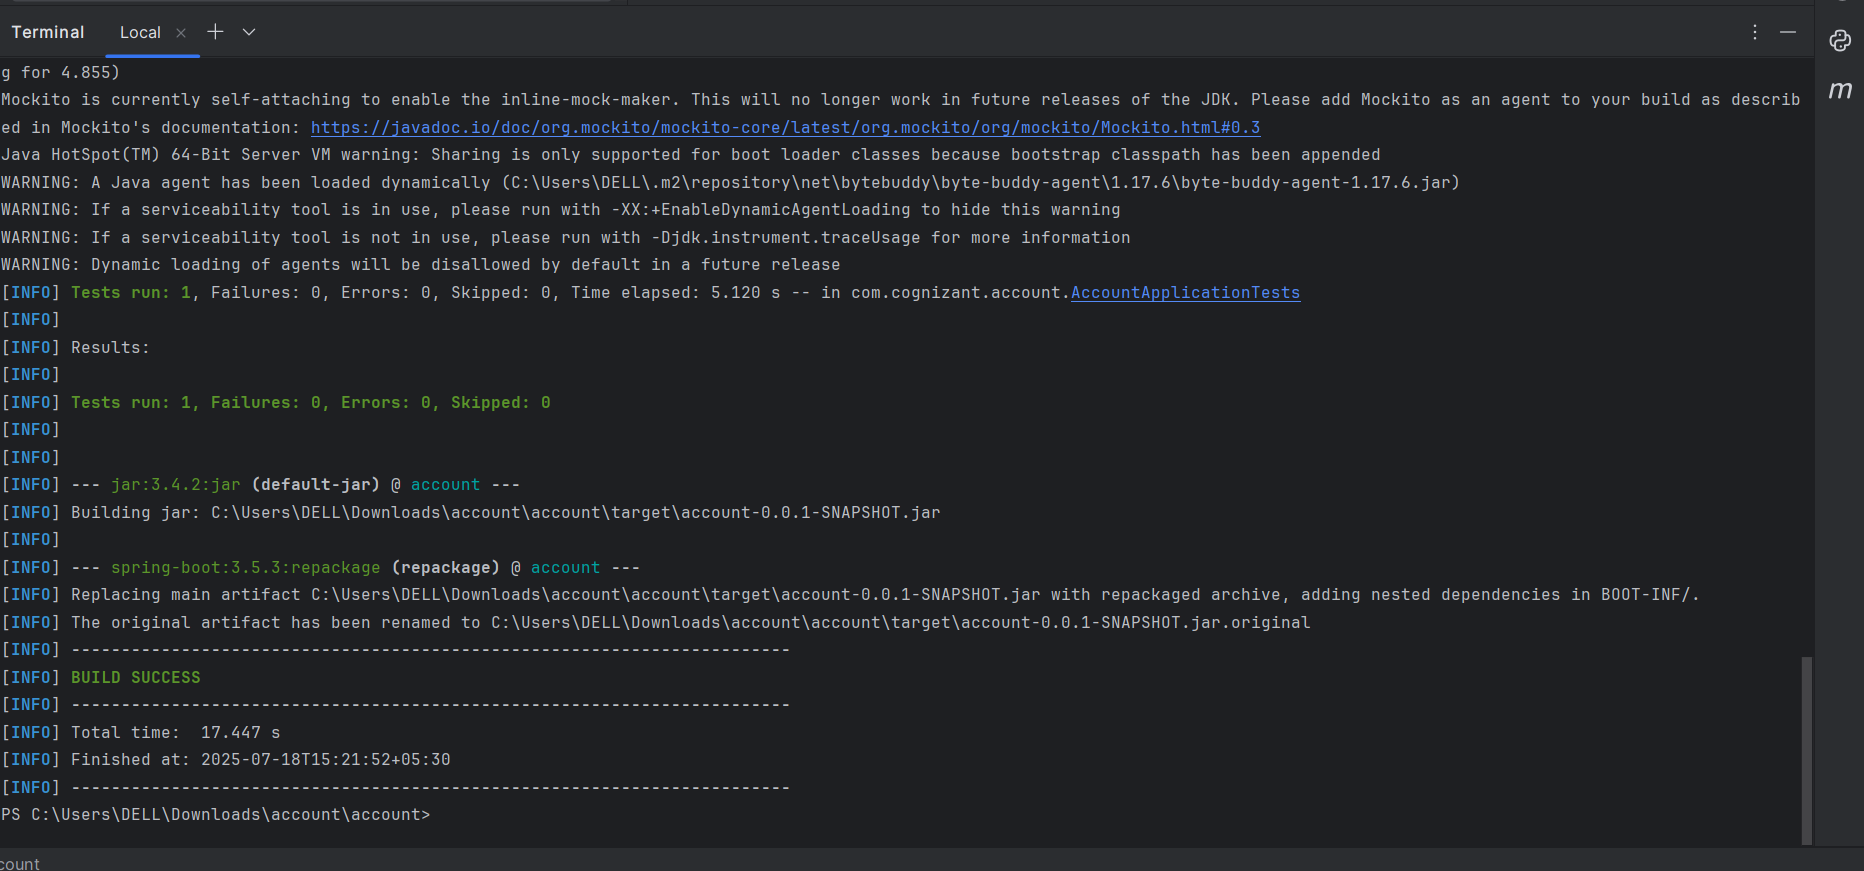 Terminal
Local
g for 4.855)
Mockito is currently self-attaching to enable the inline-mock-maker. This will no longer work in future releases of the JDK. Please add Mockito as an agent to your build as describ
ed in Mockito's documentation: https://javadoc.io/doc/org.mockito/mockito-core/latest/org.mockito/org/mockito/Mockito.html#0.3
Java HotSpot(TM) 64-Bit Server VM warning: Sharing is only supported for boot loader classes because bootstrap classpath has been appended
WARNING: A Java agent has been loaded dynamically (C:\Users\DELL\.m2\repository\net\bytebuddy\byte-buddy-agent\1.17.6\byte-buddy-agent-1.17.6.jar)
WARNING: If a serviceability tool is in use, please run with -XX:+EnableDynamicAgentLoading to hide this warning
WARNING: If a serviceability tool is not in use, please run with -Djdk.instrument.traceUsage for more information
WARNING: Dynamic loading of agents will be disallowed by default in a future release
[INFO] Tests run: 1, Failures: 0, Errors: 0, Skipped: 0, Time elapsed: 5.120 s -- in com.cognizant.account.AccountApplicationTests
[INFO]
[INFO] Results:
[INFO]
[INFO] Tests run: 1, Failures: 0, Errors: 0, Skipped: 0
[INFO]
[INFO]
[INFO] --- jar:3.4.2:jar (default-jar) @ account ---
[INFO] Building jar: C:\Users\DELL\Downloads\account\account\target\account-0.0.1-SNAPSHOT.jar
[INFO]
[INFO] --- spring-boot:3.5.3:repackage (repackage) @ account ---
[INFO] Replacing main artifact C:\Users\DELL\Downloads\account\account\target\account-0.0.1-SNAPSHOT.jar with repackaged archive, adding nested dependencies in BOOT-INF/.
[INFO] The original artifact has been renamed to C:\Users\DELL\Downloads\account\account\target\account-0.0.1-SNAPSHOT.jar.original
[INFO] ------------------------------------------------------------------------
[INFO] BUILD SUCCESS
[INFO] ------------------------------------------------------------------------
[INFO] Total time:  17.447 s
[INFO] Finished at: 2025-07-18T15:21:52+05:30
[INFO] ------------------------------------------------------------------------
PS C:\Users\DELL\Downloads\account\account>
count
m